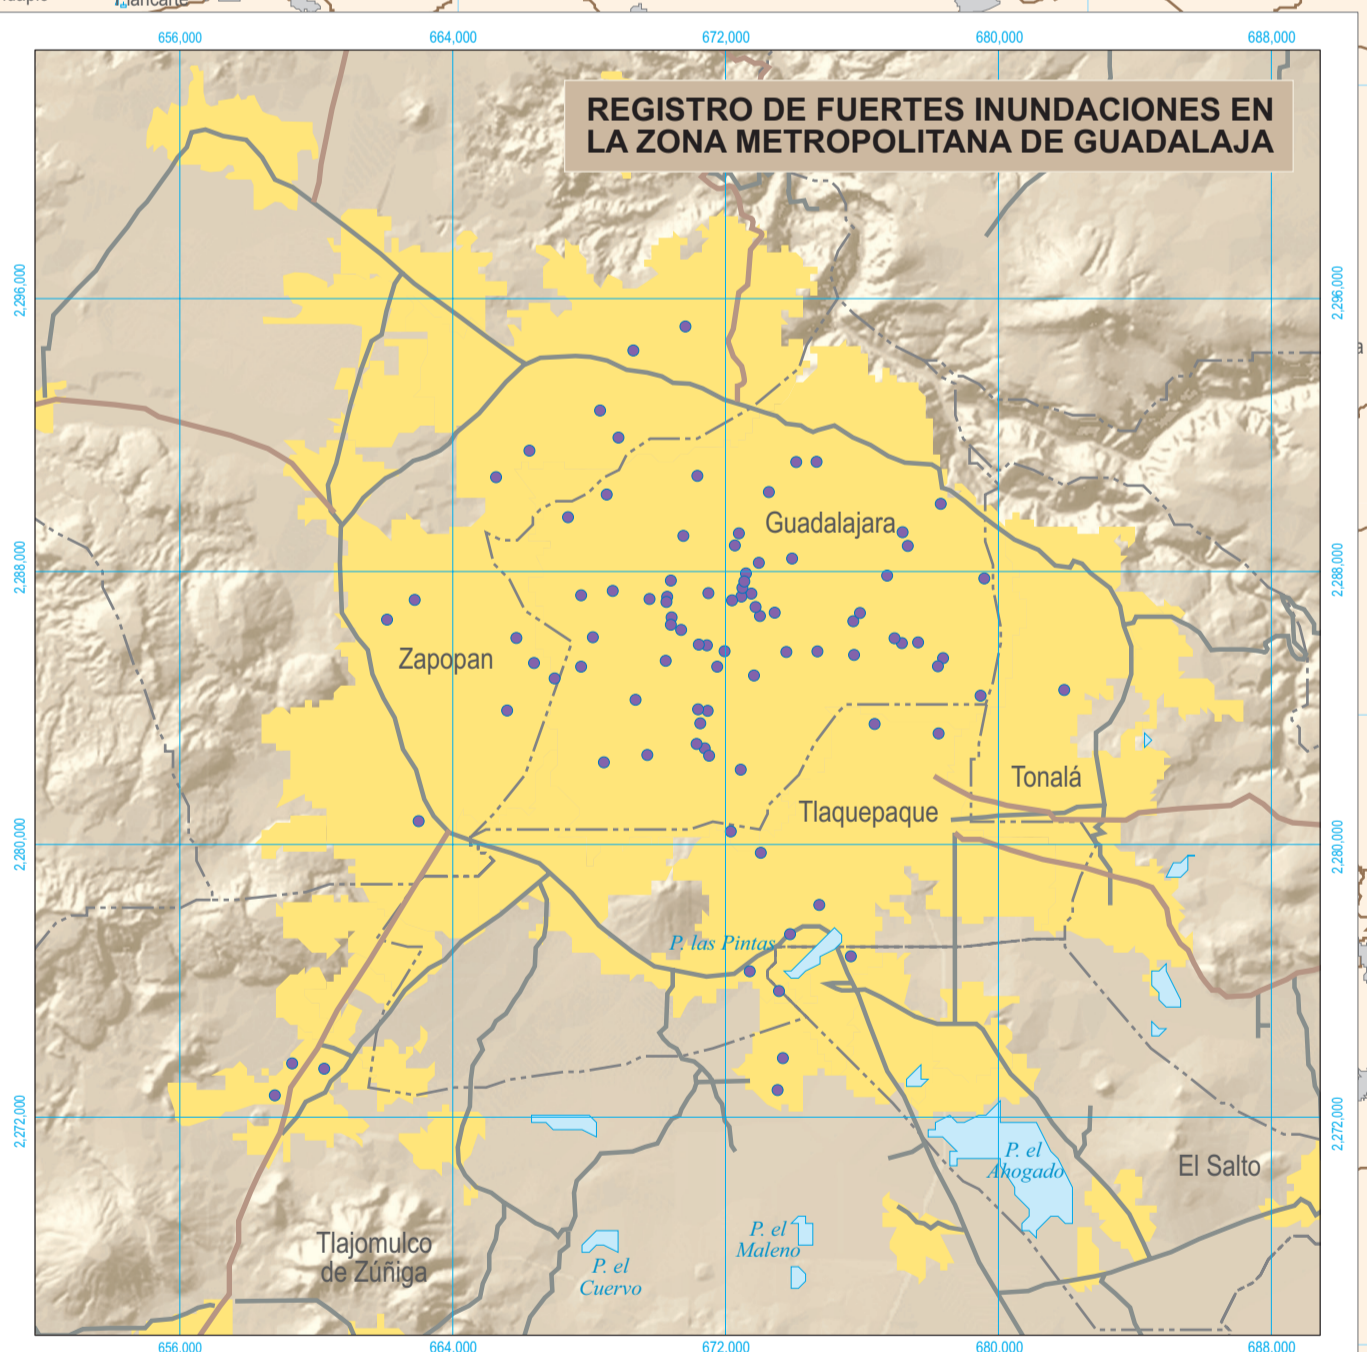 656,000
664,000
672,000
680,000
688,000
REGISTRO DE FUERTES INUNDACIONES EN
LA ZONA METROPOLITANA DE GUADALAJA
2,296,000
2,296,000
Guadalajara
2,288,000
2,288,000
Zapopan
Tonalá
Tlaquepaque
2,280,000
2,280,000
P. las Pintas
2,272,000
2,272,000
P. el
Ahogado
El Salto
P. el
Maleno
Tlajomulco
de Zúñiga
P. el
Cuervo
656,000
664,000
672,000
680,000
688,000